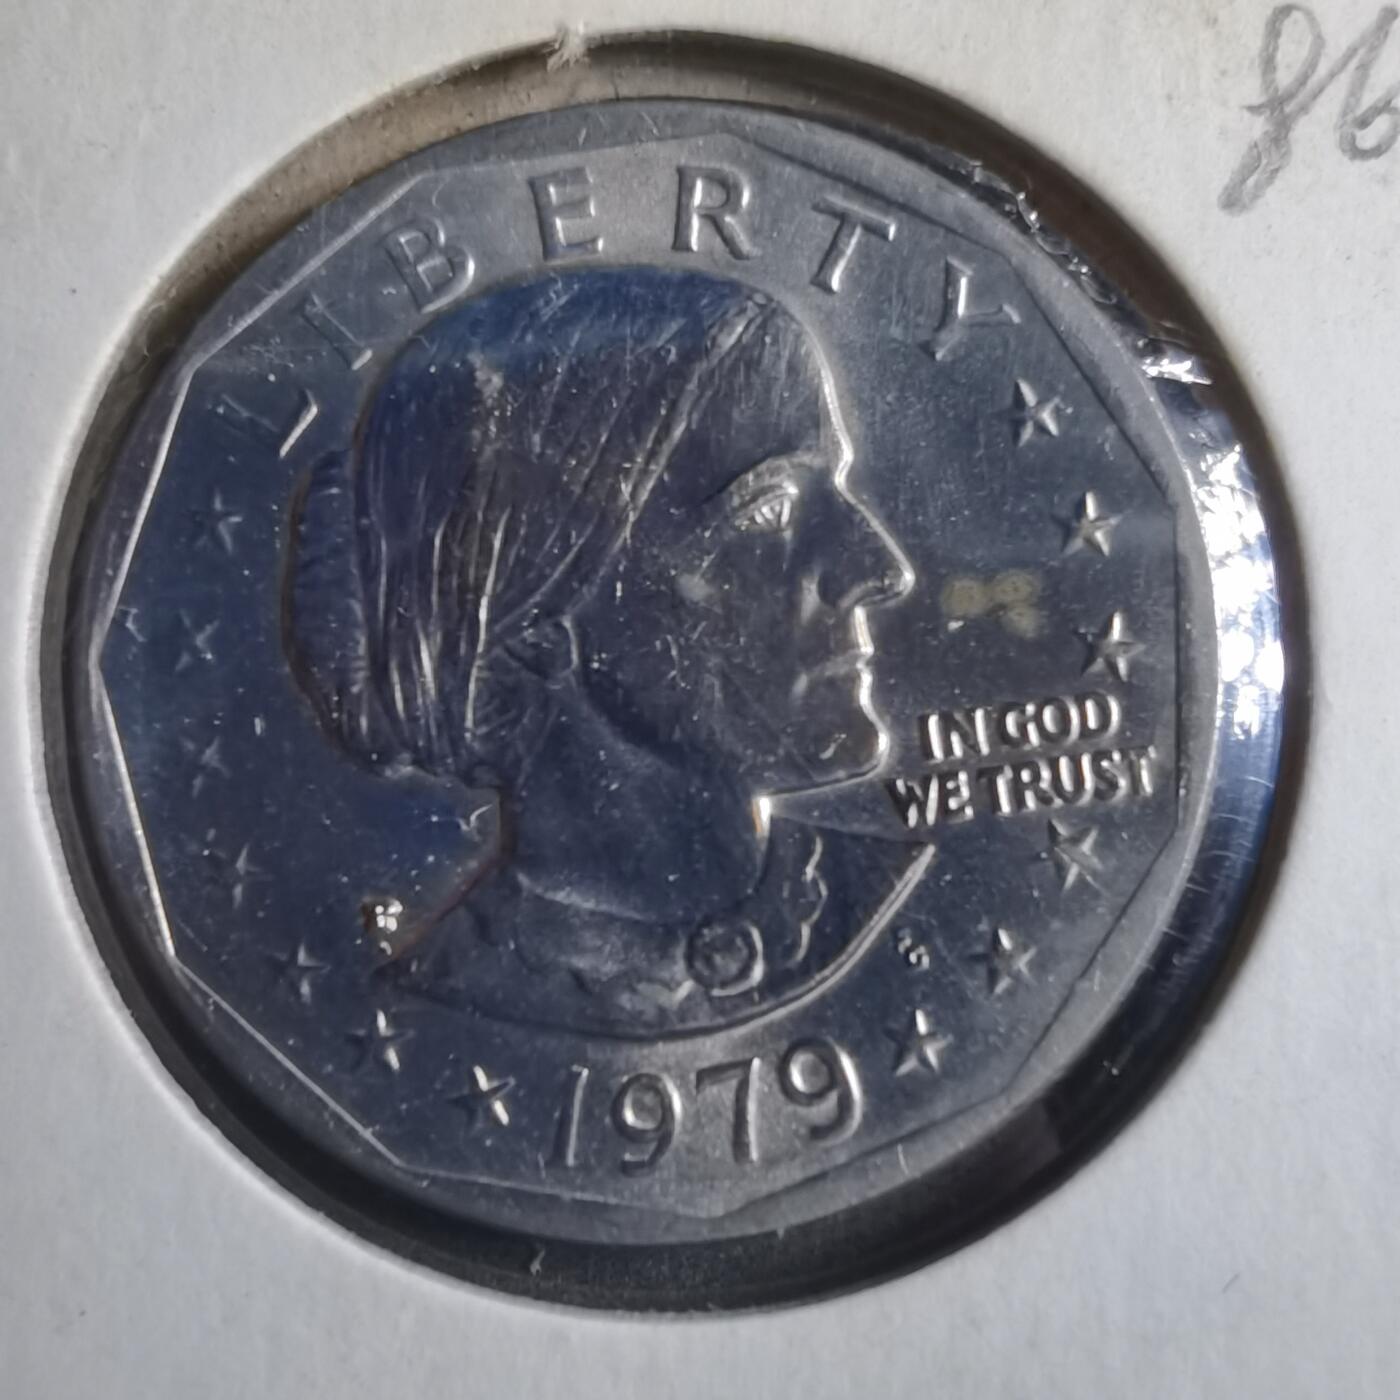 LIBERTY
IN GOD
WE TRUST
1979